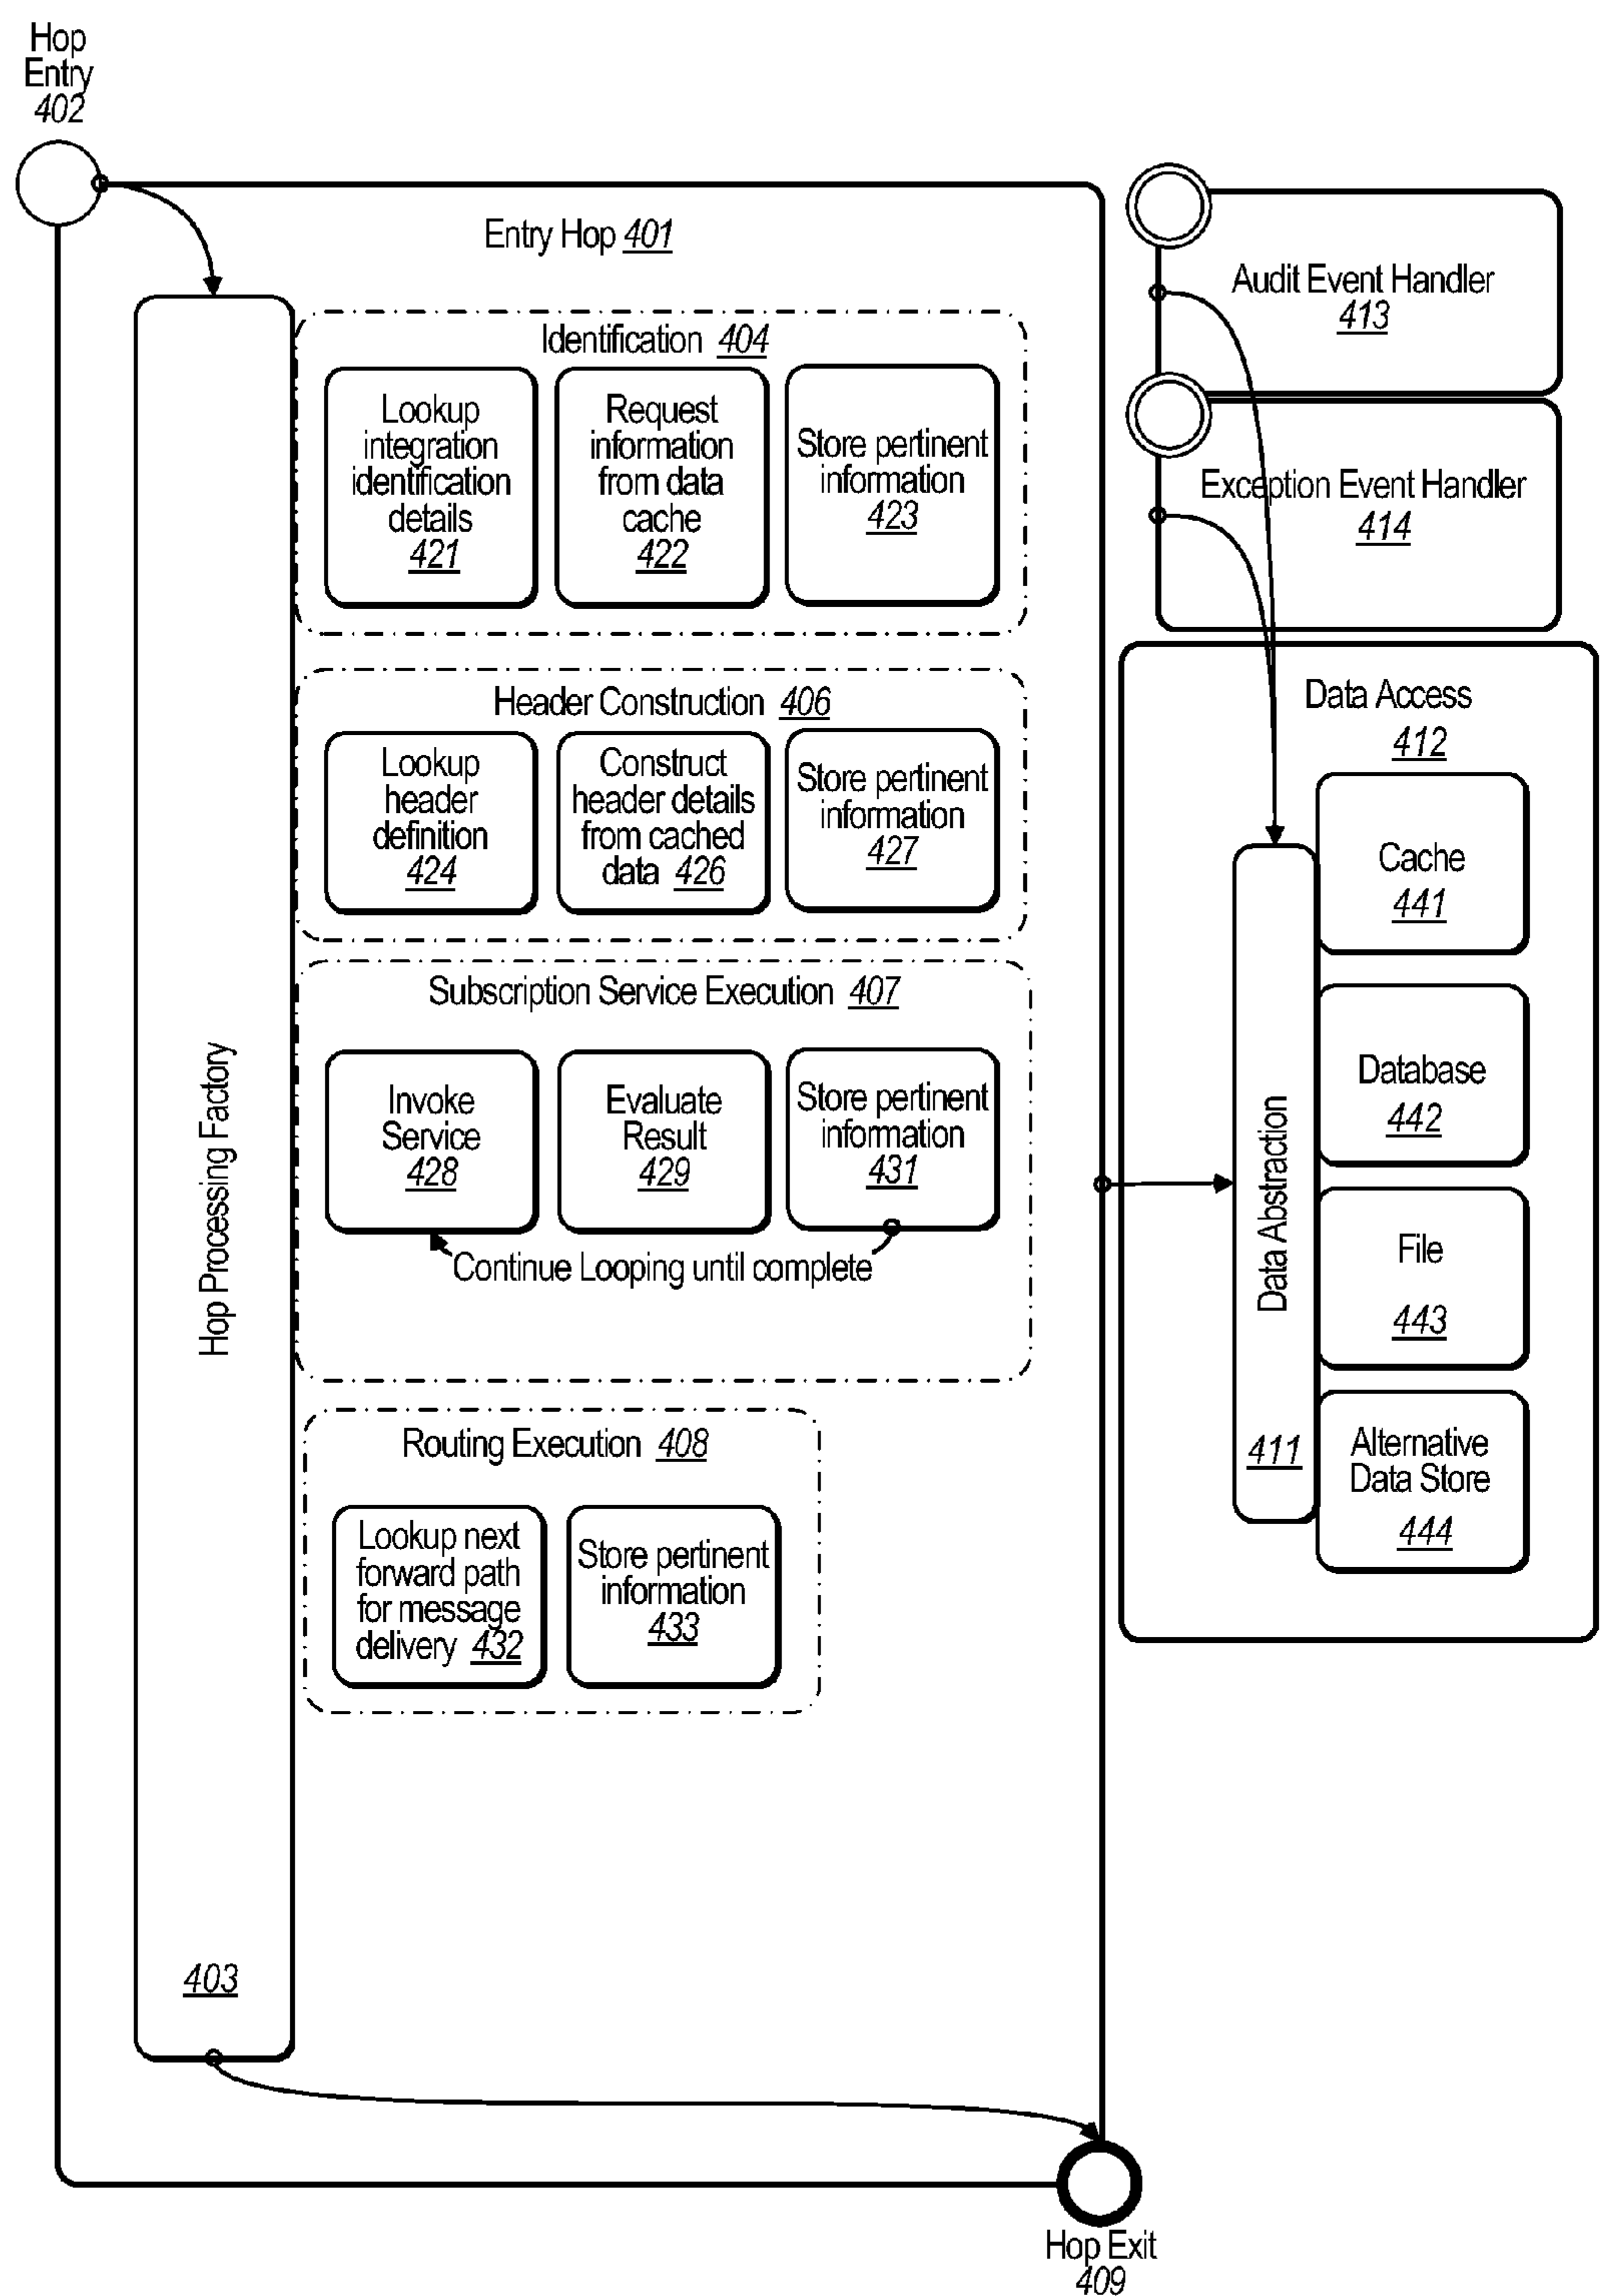 Hop
Entry
402
Entry Hop 401
Hop Processing Factory
403
Identification 404
Lookup
integration
identification
details
421
Request
information
from data
cache
422
Store pertinent
information
423
Header Construction 406
Lookup
header
definition
424
Construct
header details
from cached
data 426
Store pertinent
information
427
Subscription Service Execution 407
Invoke
Service
428
Evaluate
Result
429
Store pertinent
information
431
Continue Looping until complete
Routing Execution 408
Lookup next
forward path
for message
delivery 432
Store pertinent
information
433
Hop Exit
409
Audit Event Handler
413
Exception Event Handler
414
Data Access
412
Data Abstraction
411
Cache
441
Database
442
File
443
Alternative
Data Store
444